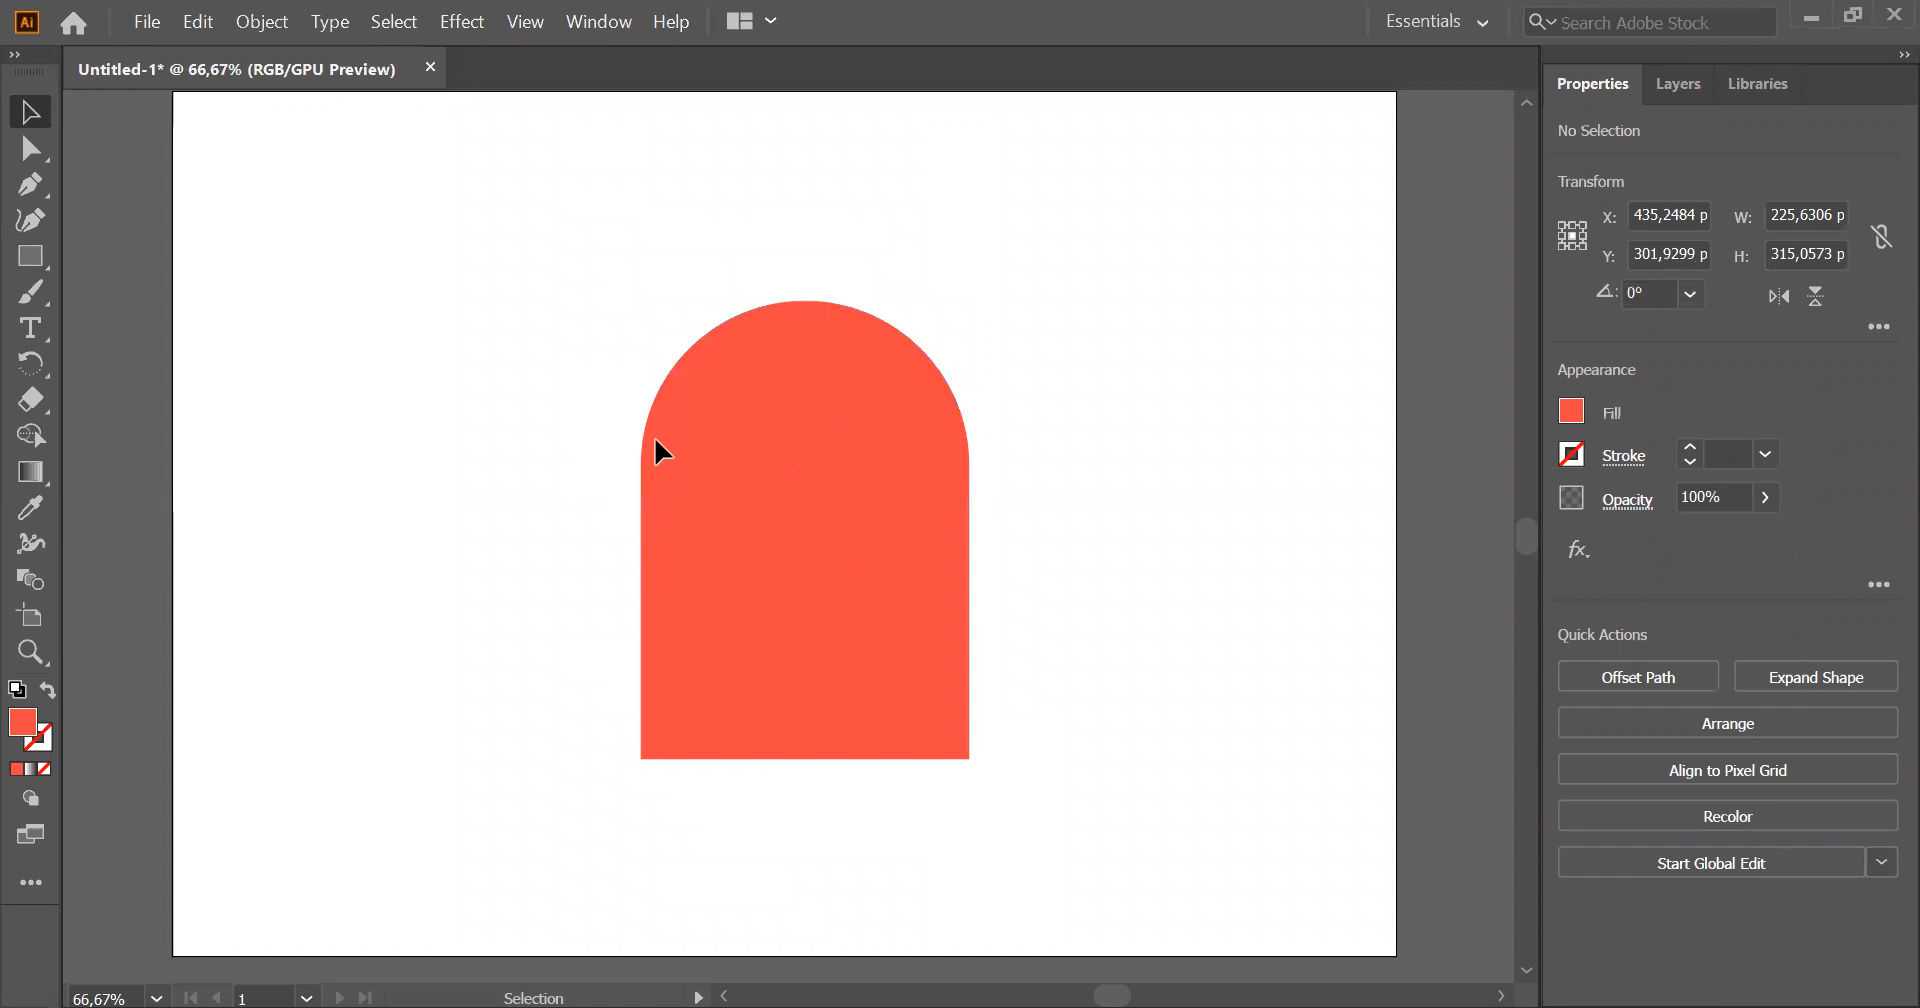 Ai File Edit Object Type Select Effect View Window Help Essentials Search Adobe Stock
Untitled-1* @ 66,67% (RGB/GPU Preview)
Properties Layers Libraries
No Selection
Transform
X: 435,2484 p W: 225,6306 p
Y: 301,9299 p H: 315,0573 p
0°
Appearance
Fill
Stroke
Opacity 100%
fx.
Quick Actions
Offset Path Expand Shape
Arrange
Align to Pixel Grid
Recolor
Start Global Edit
66,67% 1 Selection